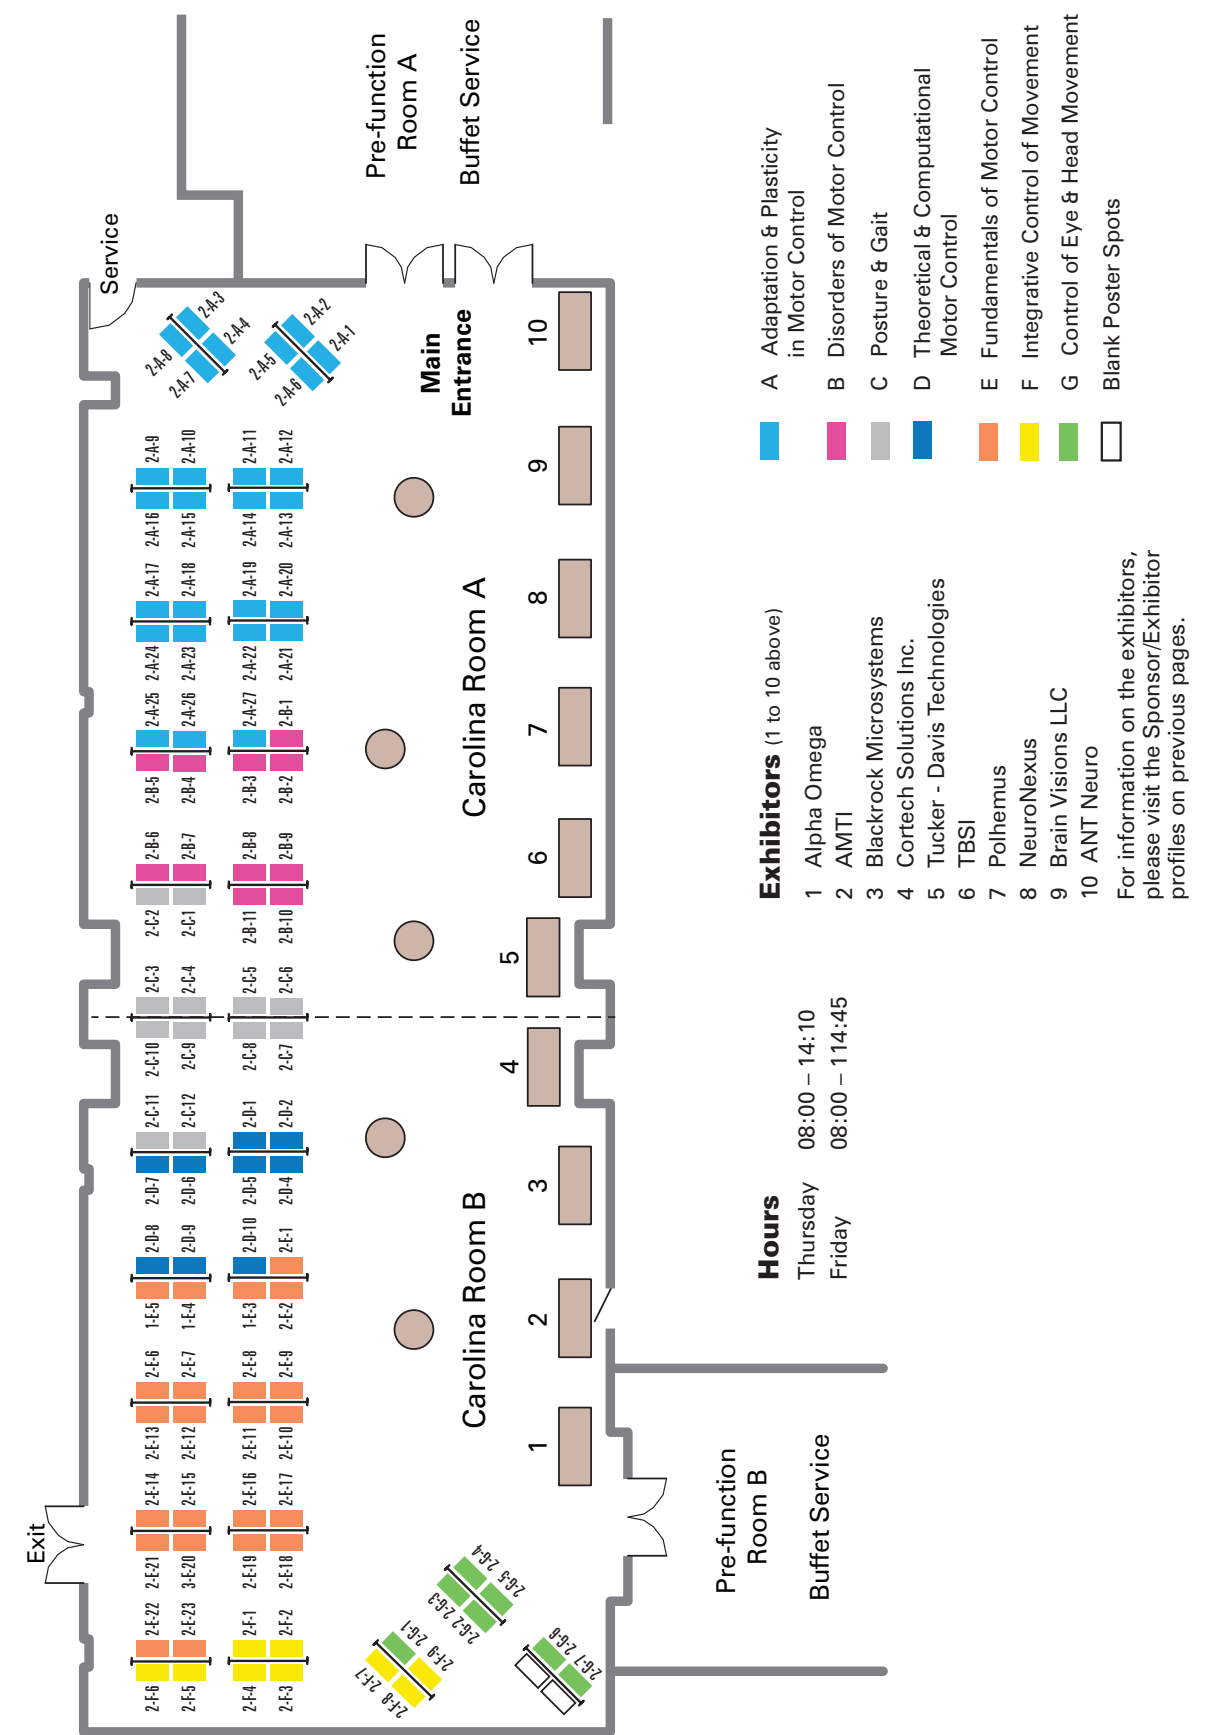 Exit
Service
2-F-6
2-F-5
2-F-4
2-F-3
2-E-22
2-E-23
2-F-1
2-F-2
2-E-21
3-E-20
2-E-19
2-E-18
2-E-14
2-E-15
2-E-16
2-E-17
2-E-13
2-E-12
2-E-11
2-E-10
2-E-6
2-E-7
2-E-8
2-E-9
1-E-5
1-E-4
1-E-3
2-E-2
2-D-8
2-D-9
2-D-10
2-E-1
2-D-7
2-D-6
2-D-5
2-D-4
2-C-11
2-C-12
2-D-1
2-D-2
2-C-10
2-C-9
2-C-8
2-C-7
2-C-3
2-C-4
2-C-5
2-C-6
2-C-2
2-C-1
2-B-11
2-B-10
2-B-6
2-B-7
2-B-8
2-B-9
2-B-5
2-B-4
2-B-3
2-B-2
2-A-25
2-A-26
2-A-27
2-B-1
2-A-24
2-A-23
2-A-22
2-A-21
2-A-17
2-A-18
2-A-19
2-A-20
2-A-16
2-A-15
2-A-14
2-A-13
2-A-9
2-A-10
2-A-11
2-A-12
2-A-7
2-A-8
2-A-3
2-A-4
2-A-6
2-A-5
2-A-2
2-A-1
2-F-7
2-G-1
2-F-8
2-F-9
2-G-3
2-G-4
2-G-2
2-G-5
2-G-6
2-G-7
Main
Entrance
Pre-function
Room A
Buffet Service
Carolina Room B
Carolina Room A
1
2
3
4
5
6
7
8
9
10
Pre-function
Room B
Buffet Service
Hours
Thursday 08:00 – 14:10
Friday 08:00 – 114:45
Exhibitors (1 to 10 above)
1 Alpha Omega
2 AMTI
3 Blackrock Microsystems
4 Cortech Solutions Inc.
5 Tucker - Davis Technologies
6 TBSI
7 Polhemus
8 NeuroNexus
9 Brain Visions LLC
10 ANT Neuro
For information on the exhibitors,
please visit the Sponsor/Exhibitor
profiles on previous pages.
A Adaptation & Plasticity
in Motor Control
B Disorders of Motor Control
C Posture & Gait
D Theoretical & Computational
Motor Control
E Fundamentals of Motor Control
F Integrative Control of Movement
G Control of Eye & Head Movement
Blank Poster Spots